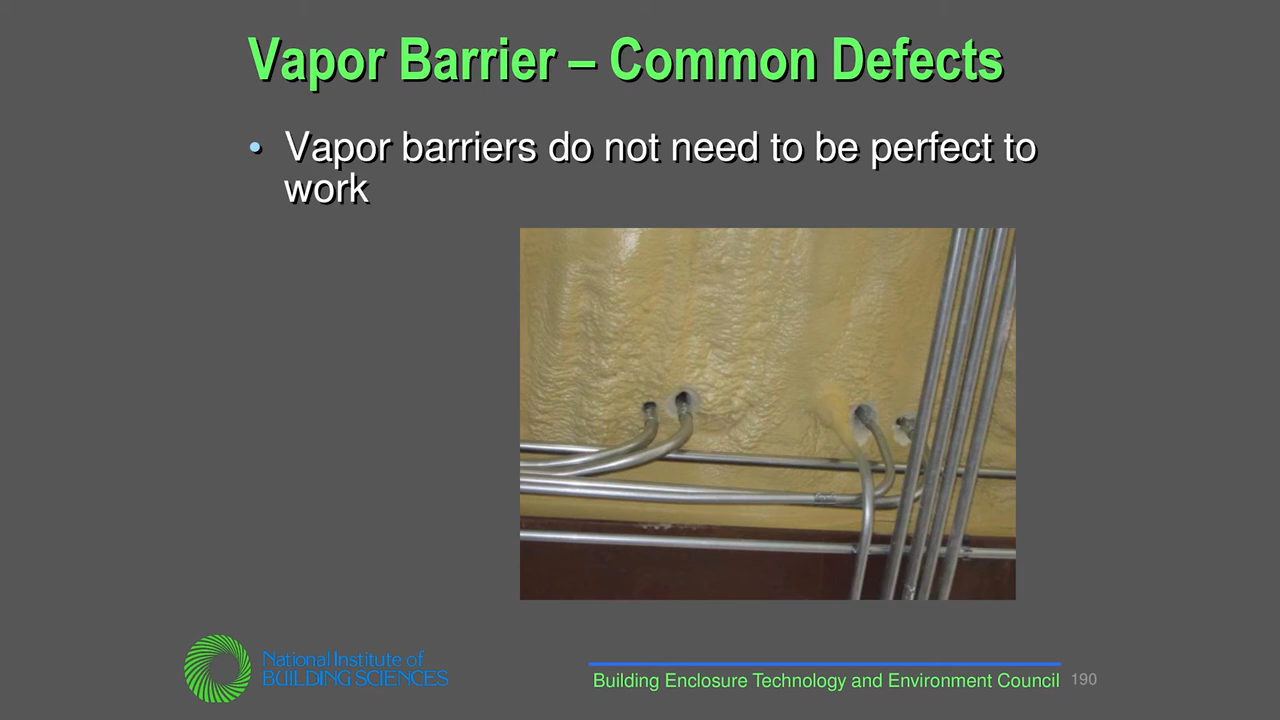 Vapor Barrier – Common Defects
• Vapor barriers do not need to be perfect to
work
National Institute of
BUILDING SCIENCES
Building Enclosure Technology and Environment Council 190